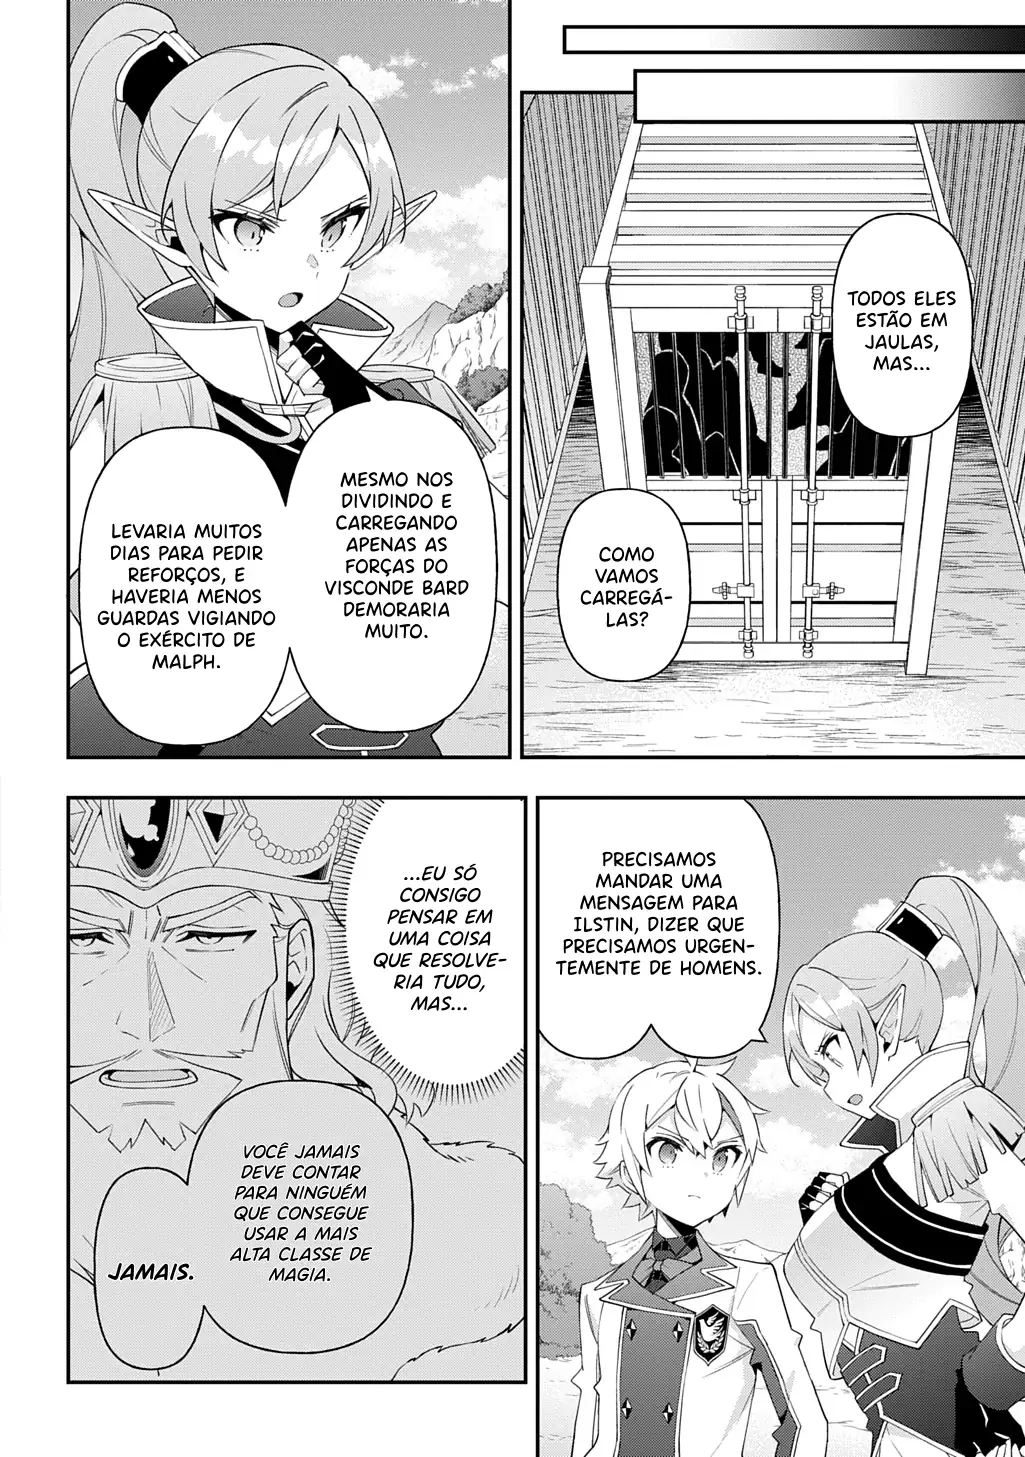 TODOS ELES
ESTÃO EM
JAULAS,
MAS...
COMO
VAMOS
CARREGÁ-
LAS?
MESMO NOS
DIVIDINDO E
CARREGANDO
APENAS AS
FORÇAS DO
VISCONDE BARD
DEMORARIA
MUITO.
LEVARIA MUITOS
DIAS PARA PEDIR
REFORÇOS, E
HAVERIA MENOS
GUARDAS VIGIANDO
O EXÉRCITO DE
MALPH.
PRECISAMOS
MANDAR UMA
MENSAGEM PARA
ILSTIN, DIZER QUE
PRECISAMOS URGEN-
TEMENTE DE HOMENS.
...EU SÓ
CONSIGO
PENSAR EM
UMA COISA
QUE RESOLVE-
RIA TUDO,
MAS...
VOCÊ JAMAIS
DEVE CONTAR
PARA NINGUÉM
QUE CONSEGUE
USAR A MAIS
ALTA CLASSE DE
MAGIA.
JAMAIS.